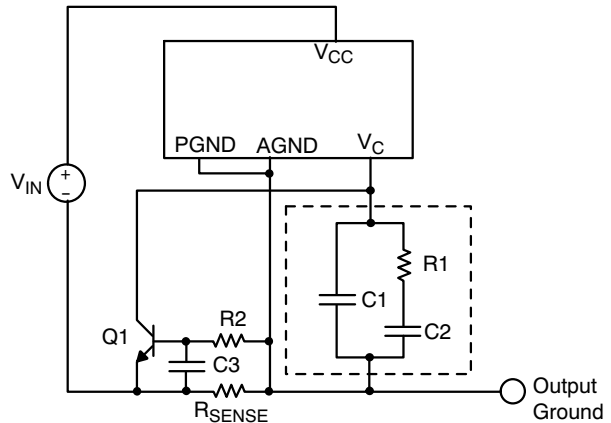 VCC
PGND AGND VC
VIN
+
−
R1
C1
C2
R2
Q1
C3
RSENSE
Output
Ground